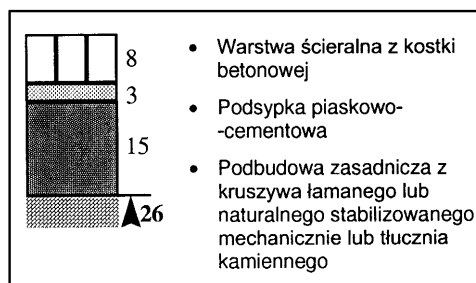 8
3
15
26
• Warstwa ścieralna z kostki
betonowej
• Podsypka piaskowo-
-cementowa
• Podbudowa zasadnicza z
kruszywa łamanego lub
naturalnego stabilizowanego
mechanicznie lub tłucznia
kamiennego